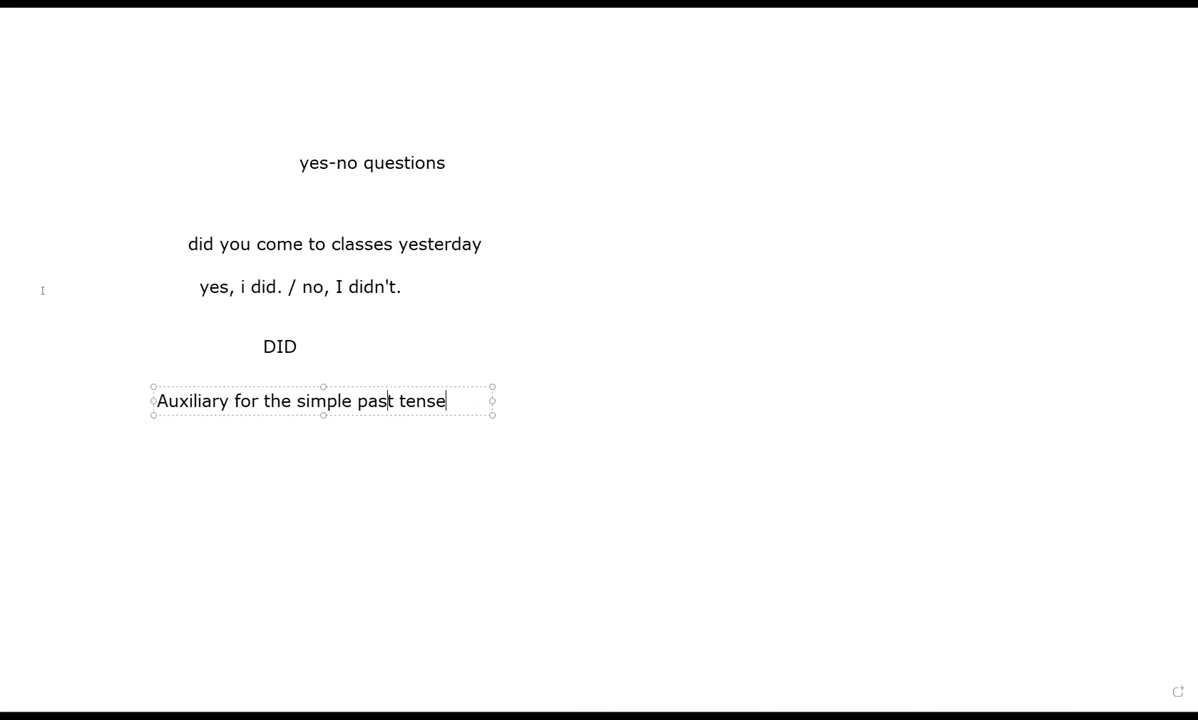 yes-no questions
did you come to classes yesterday
yes, i did. / no, I didn't.
DID
Auxiliary for the simple past tense